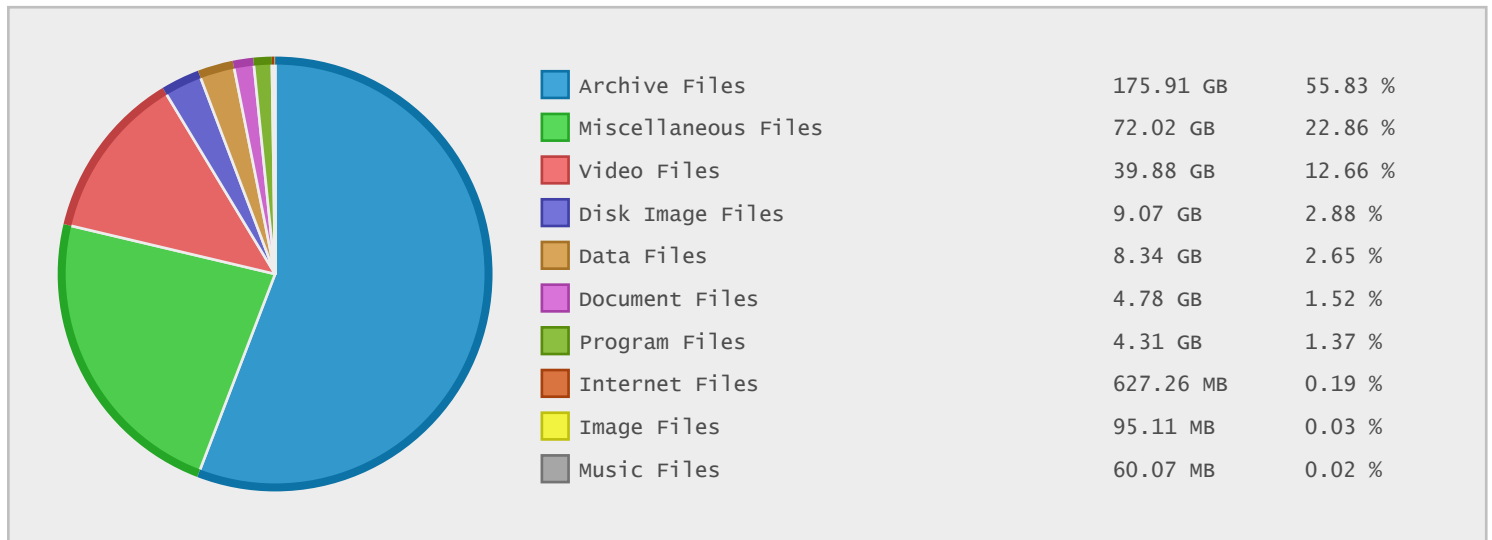 Archive Files 175.91 GB 55.83 %
Miscellaneous Files 72.02 GB 22.86 %
Video Files 39.88 GB 12.66 %
Disk Image Files 9.07 GB 2.88 %
Data Files 8.34 GB 2.65 %
Document Files 4.78 GB 1.52 %
Program Files 4.31 GB 1.37 %
Internet Files 627.26 MB 0.19 %
Image Files 95.11 MB 0.03 %
Music Files 60.07 MB 0.02 %